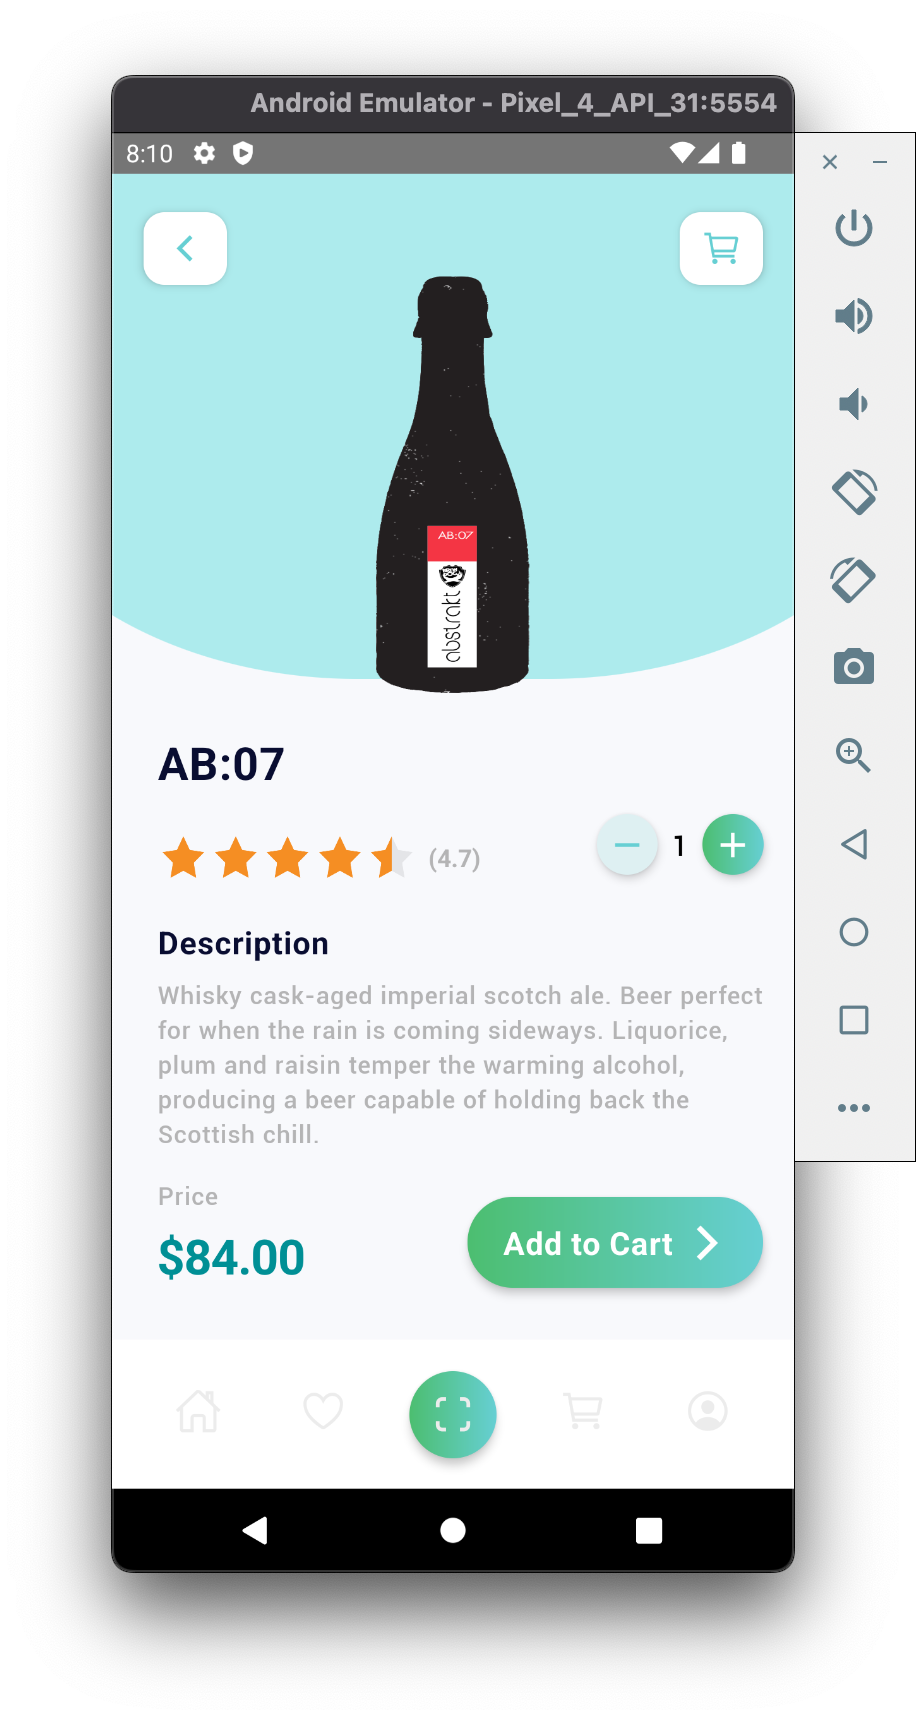 Android Emulator - Pixel_4_API_31:5554
8:10
AB:07
abstrakt
AB:07
(4.7)
1
Description
Whisky cask-aged imperial scotch ale. Beer perfect
for when the rain is coming sideways. Liquorice,
plum and raisin temper the warming alcohol,
producing a beer capable of holding back the
Scottish chill.
Price
$84.00
Add to Cart